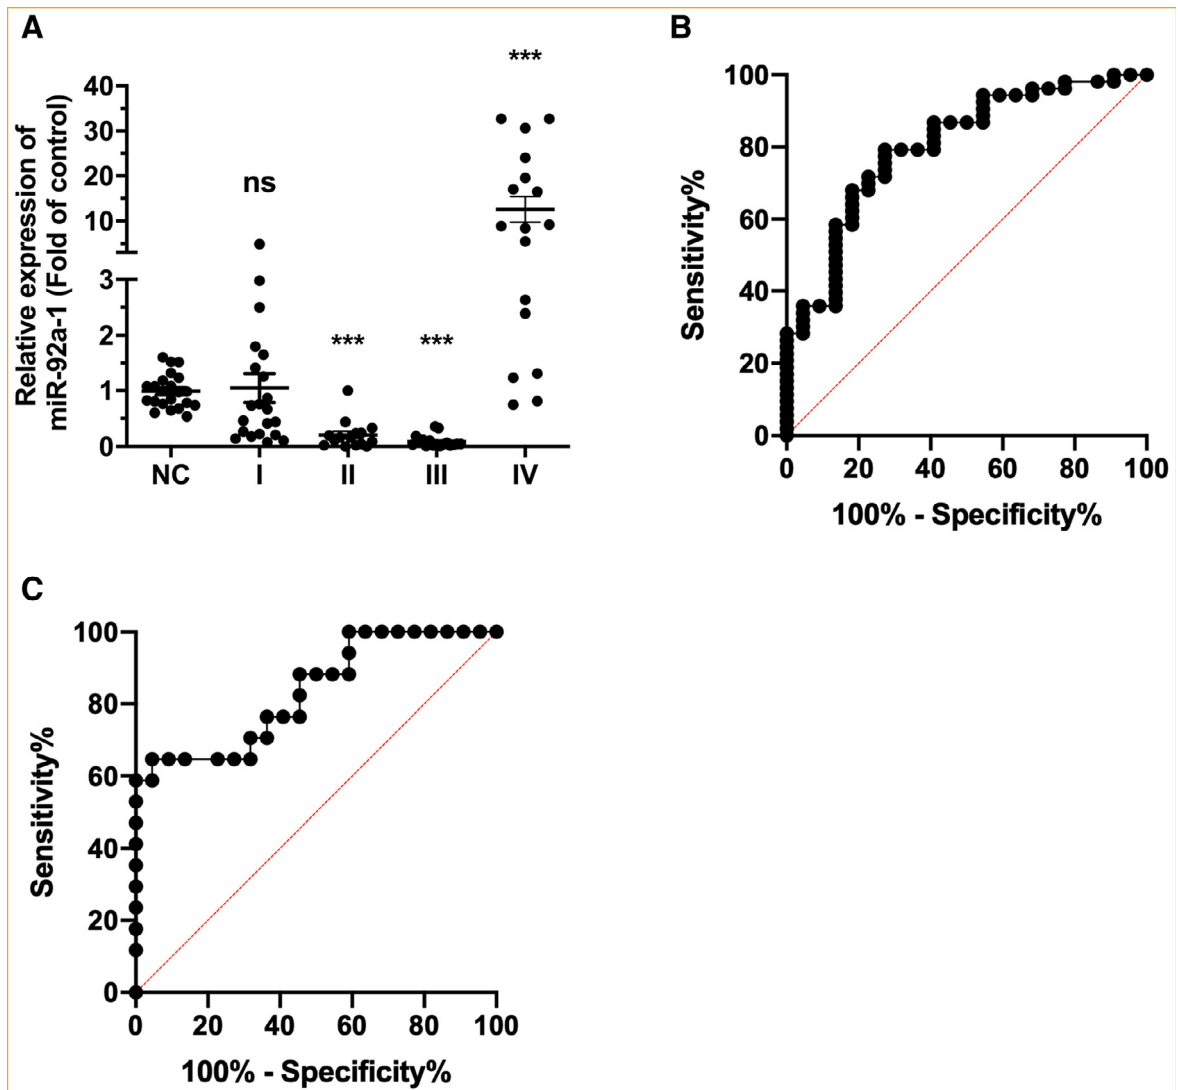 A
Relative expression of
miR-92a-1 (Fold of control)
40
30
20
10
3
2
1
0
ns
***
***
***
NC I II III IV
B
Sensitivity%
100
80
60
40
20
0
0 20 40 60 80 100
100% - Specificity%
C
Sensitivity%
100
80
60
40
20
0
0 20 40 60 80 100
100% - Specificity%